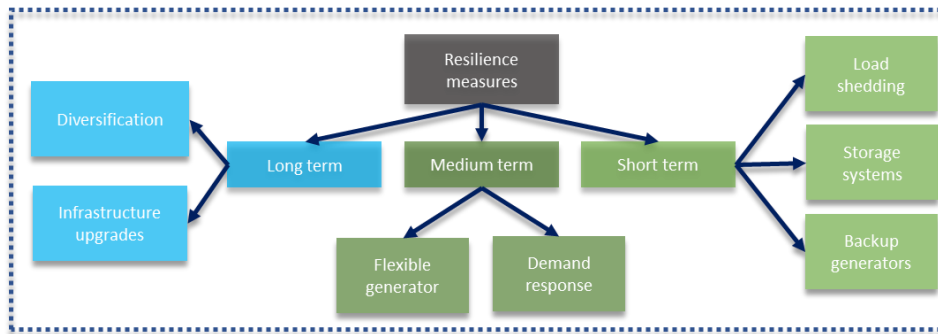 Resilience
measures
Load
shedding
Diversification
Long term
Medium term
Short term
Storage
systems
Infrastructure
upgrades
Flexible
generator
Demand
response
Backup
generators